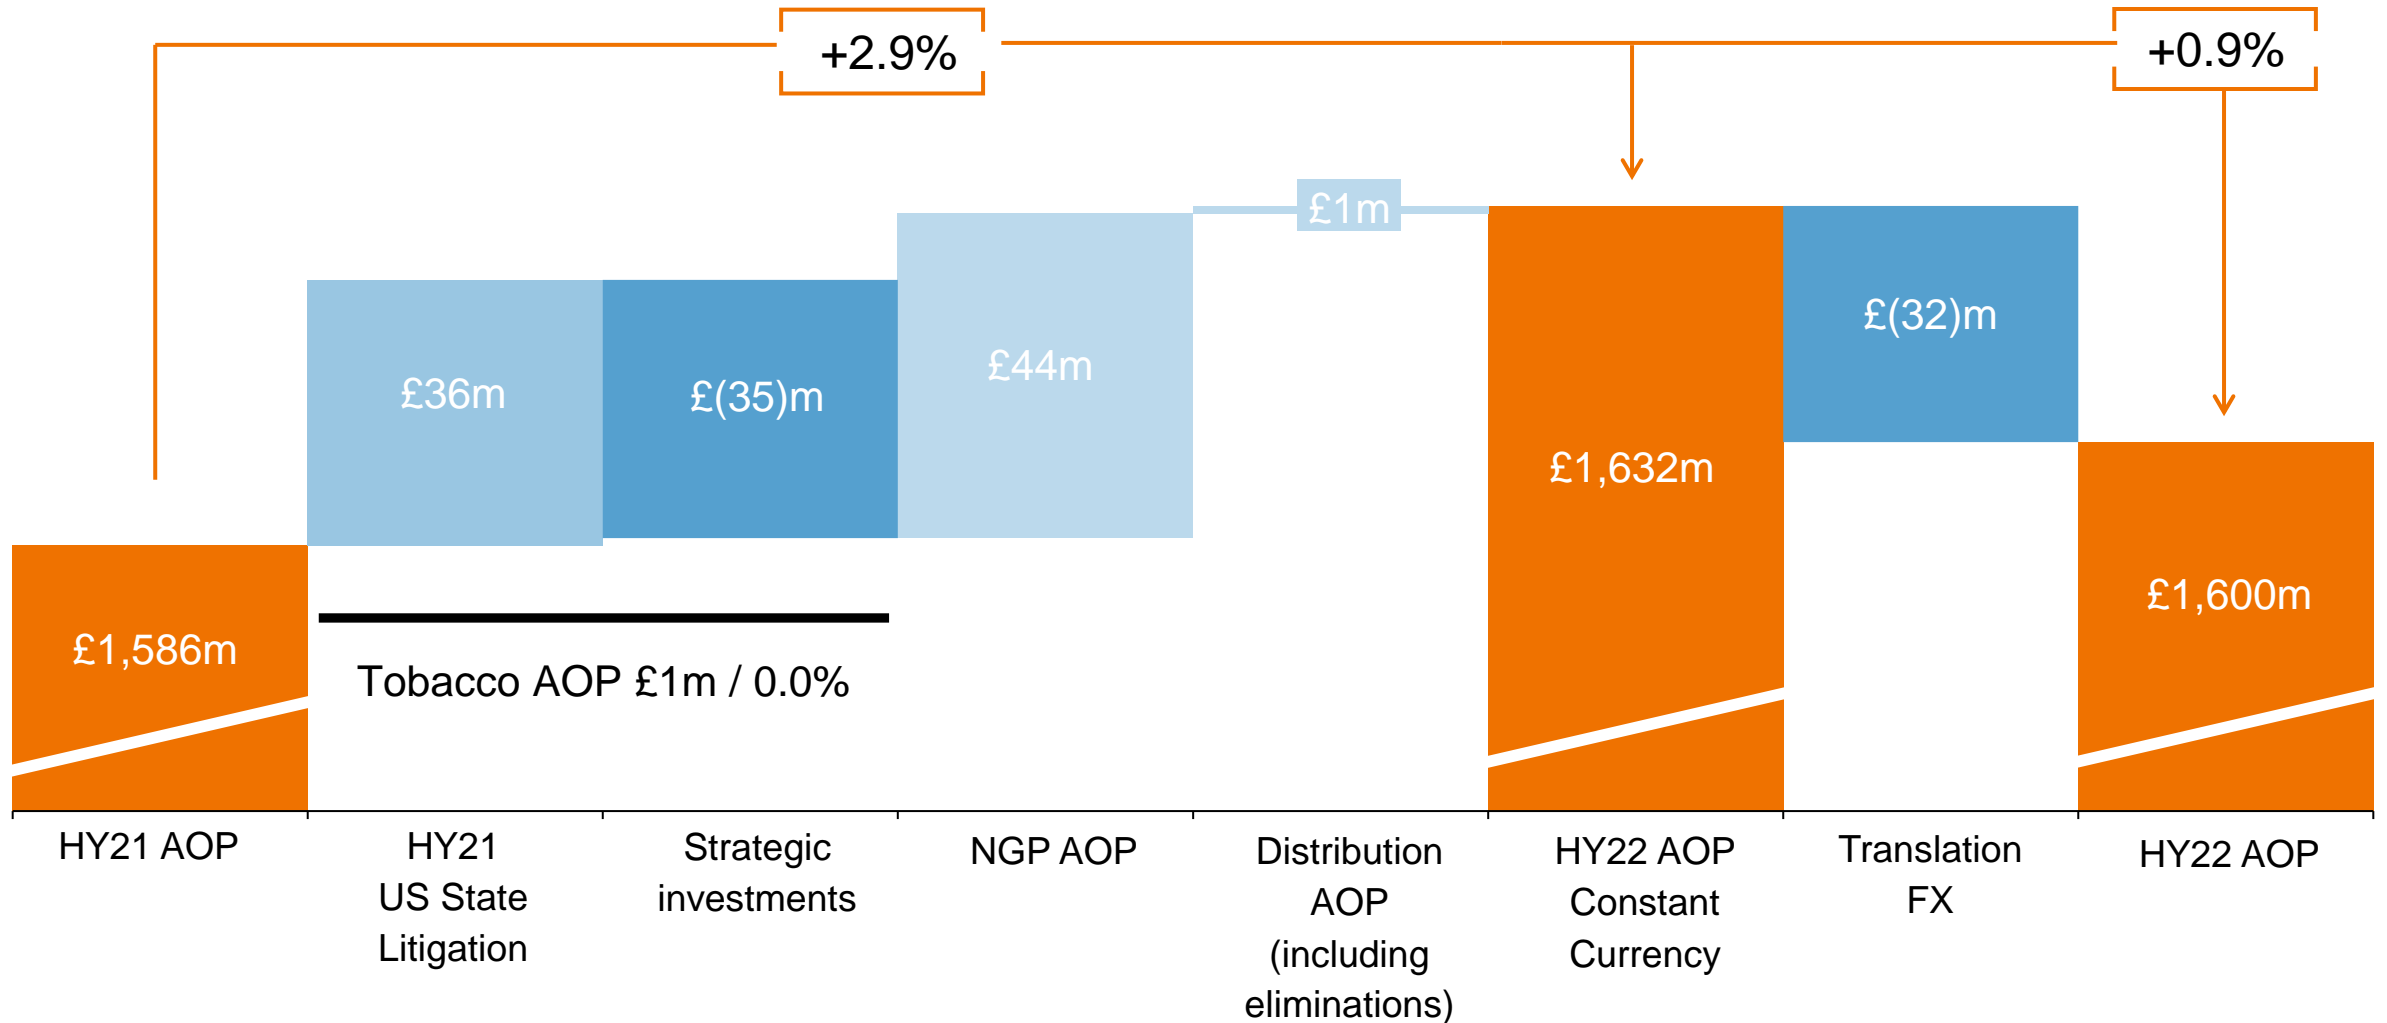 +2.9%
+0.9%
£1m
£36m
£(35)m
£44m
£(32)m
£1,632m
£1,586m
£1,600m
Tobacco AOP £1m / 0.0%
HY21 AOP
HY21
US State
Litigation
Strategic
investments
NGP AOP
Distribution
AOP
(including
eliminations)
HY22 AOP
Constant
Currency
Translation
FX
HY22 AOP